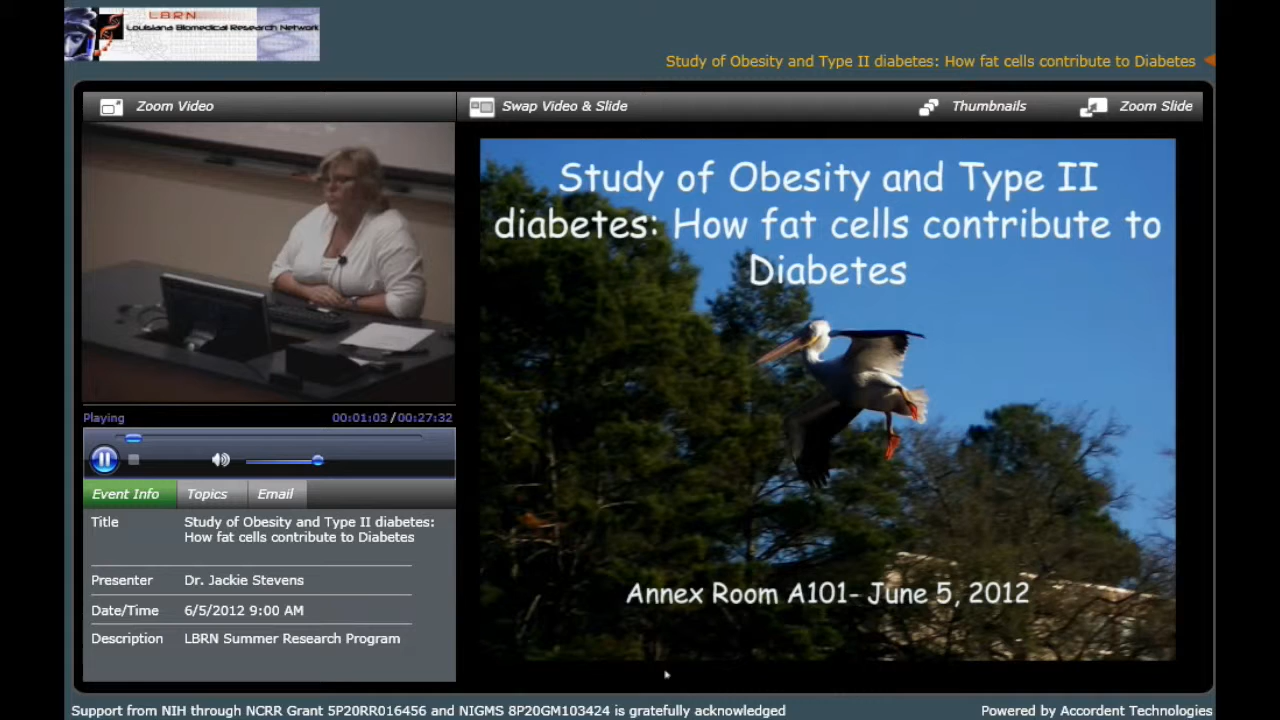 LBRN
Louisiana Biomedical Research Network
Study of Obesity and Type II diabetes: How fat cells contribute to Diabetes
Zoom Video
Swap Video & Slide
Thumbnails
Zoom Slide
Study of Obesity and Type II
diabetes: How fat cells contribute to
Diabetes
Annex Room A101- June 5, 2012
Playing
00:01:03 / 00:27:32
Event Info
Topics
Email
Title
Study of Obesity and Type II diabetes:
How fat cells contribute to Diabetes
Presenter
Dr. Jackie Stevens
Date/Time
6/5/2012 9:00 AM
Description
LBRN Summer Research Program
Support from NIH through NCRR Grant 5P20RR016456 and NIGMS 8P20GM103424 is gratefully acknowledged
Powered by Accordent Technologies